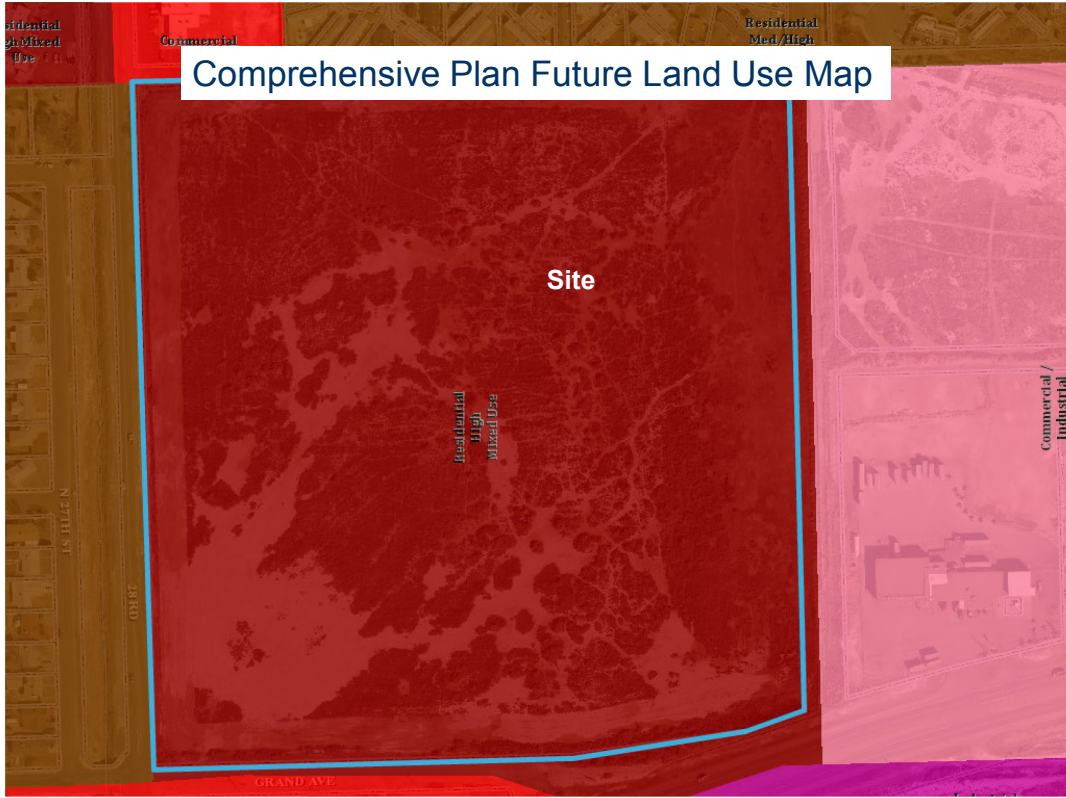 Commercial
Residential
Med/High
Use
Comprehensive Plan Future Land Use Map
Site
Residential
High
Mixed Use
Commercial /
Industrial
N 27TH ST
28 RD
GRAND AVE